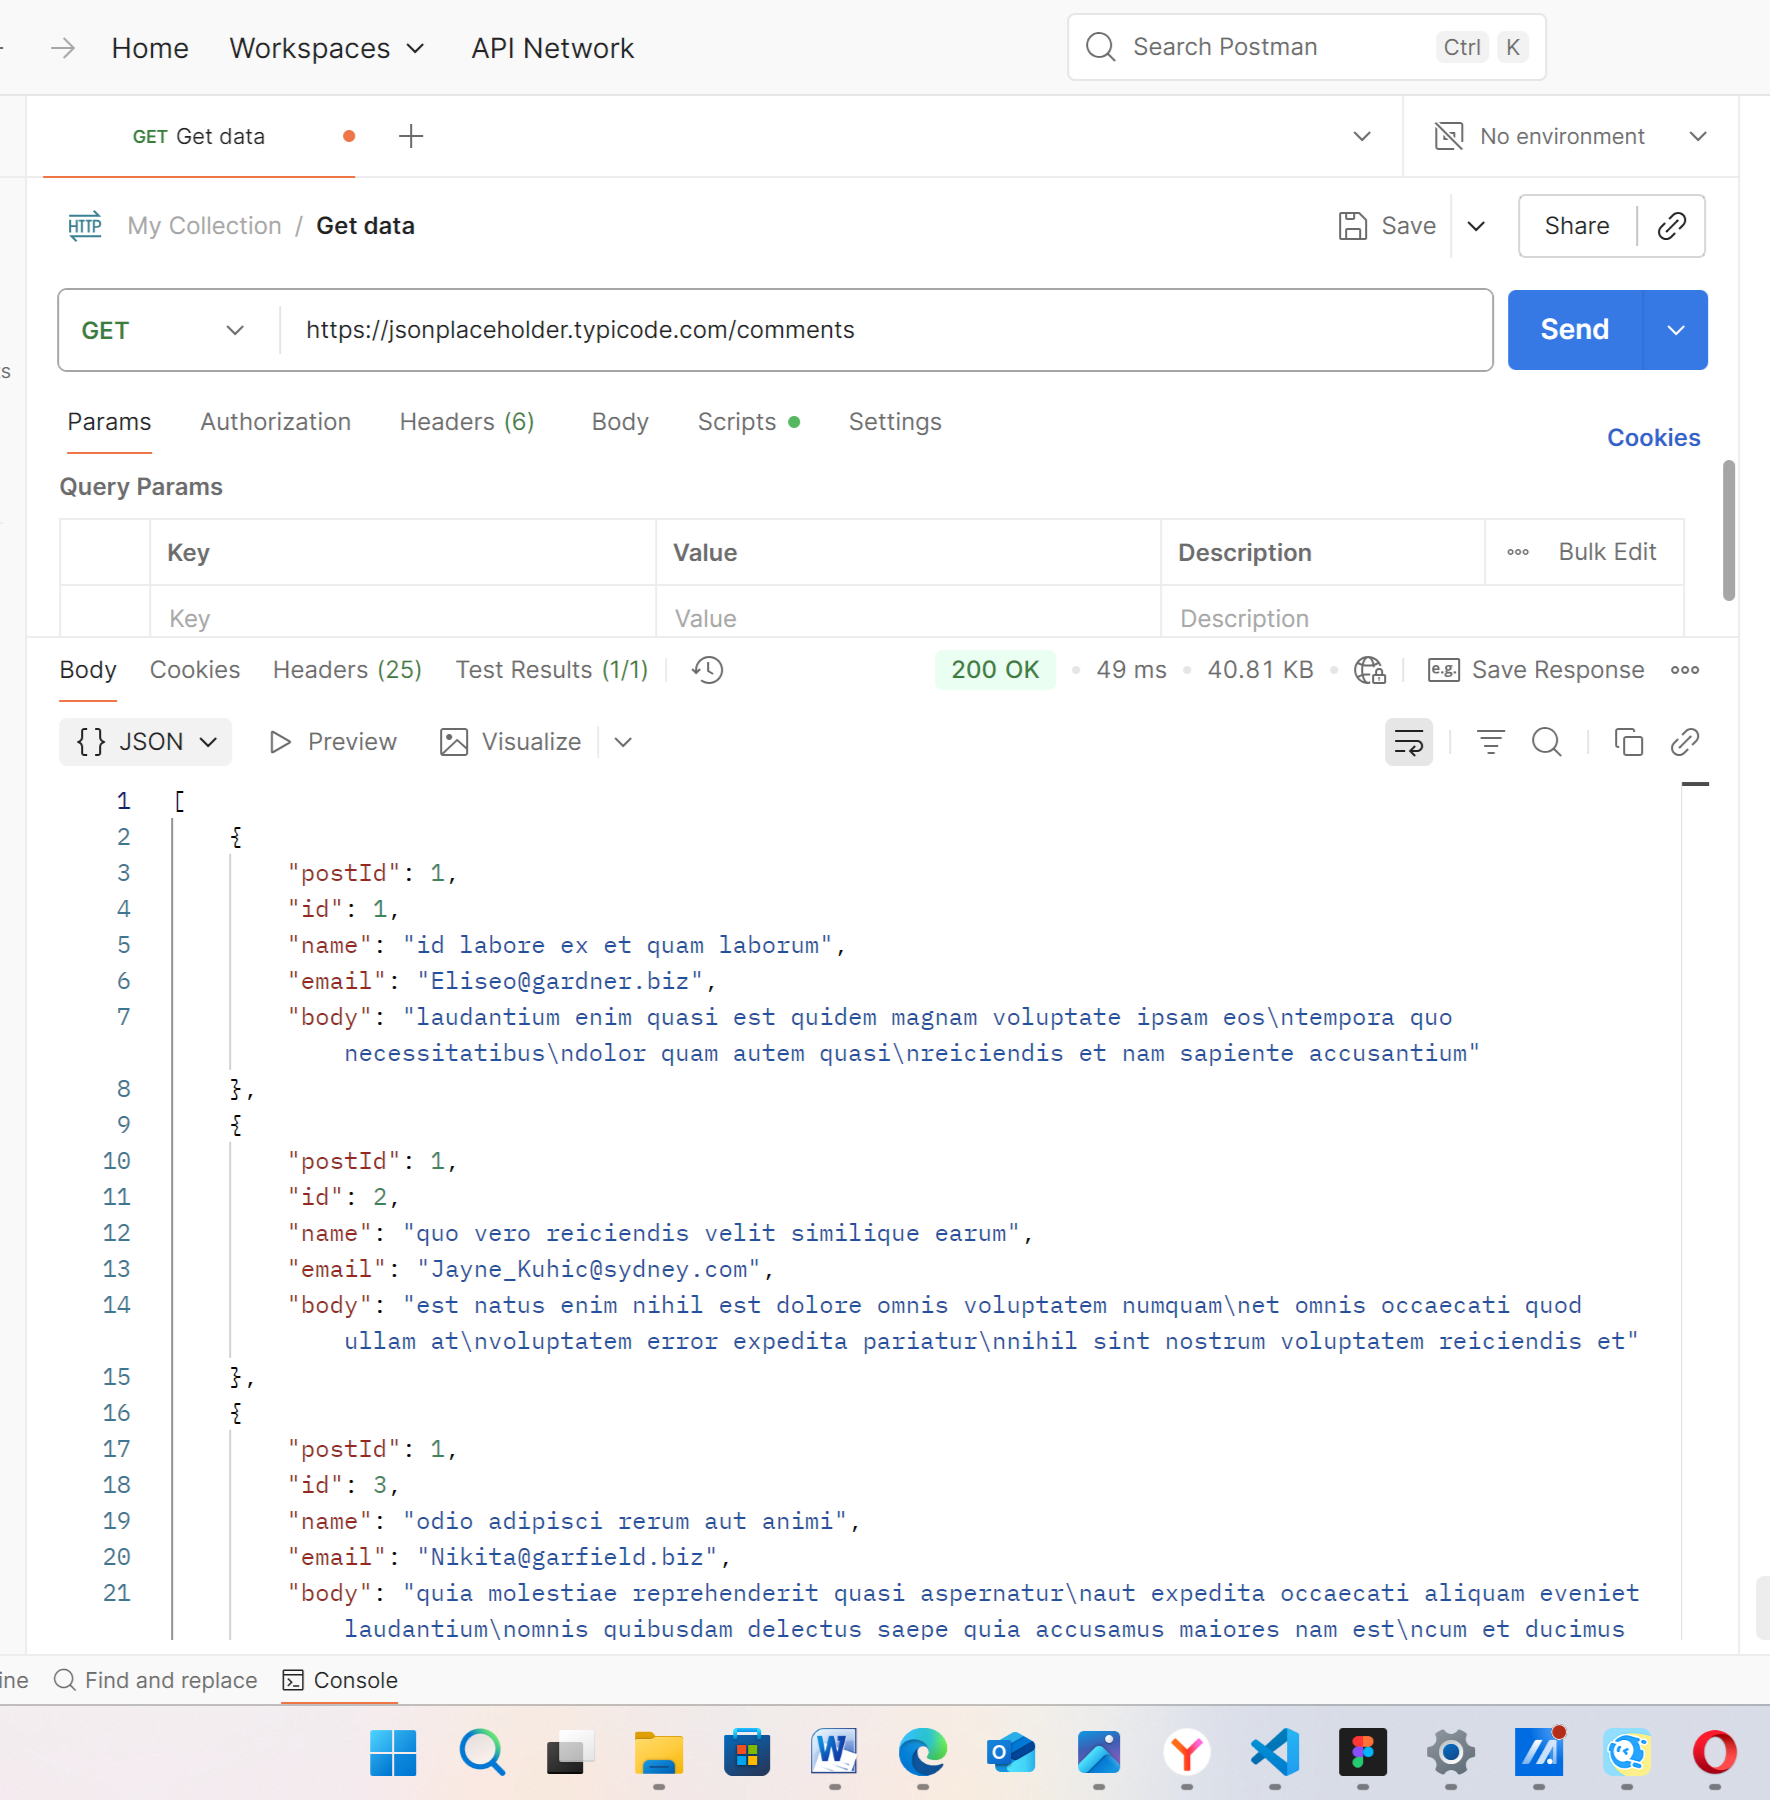 Home Workspaces API Network Search Postman Ctrl K
GET Get data No environment
HTTP My Collection / Get data Save Share
GET https://jsonplaceholder.typicode.com/comments Send
s
Params Authorization Headers (6) Body Scripts Settings Cookies
Query Params
Key Value Description Bulk Edit
Key Value Description
Body Cookies Headers (25) Test Results (1/1) 200 OK 49 ms 40.81 KB e.g. Save Response
{} JSON Preview Visualize
1 [
2 {
3 "postId": 1,
4 "id": 1,
5 "name": "id labore ex et quam laborum",
6 "email": "Eliseo@gardner.biz",
7 "body": "laudantium enim quasi est quidem magnam voluptate ipsam eos\ntempora quo
necessitatibus\ndolor quam autem quasi\nreiciendis et nam sapiente accusantium"
8 },
9 {
10 "postId": 1,
11 "id": 2,
12 "name": "quo vero reiciendis velit similique earum",
13 "email": "Jayne_Kuhic@sydney.com",
14 "body": "est natus enim nihil est dolore omnis voluptatem numquam\net omnis occaecati quod
ullam at\nvoluptatem error expedita pariatur\nnihil sint nostrum voluptatem reiciendis et"
15 },
16 {
17 "postId": 1,
18 "id": 3,
19 "name": "odio adipisci rerum aut animi",
20 "email": "Nikita@garfield.biz",
21 "body": "quia molestiae reprehenderit quasi aspernatur\naut expedita occaecati aliquam eveniet
laudantium\nomnis quibusdam delectus saepe quia accusamus maiores nam est\ncum et ducimus
ine Find and replace Console